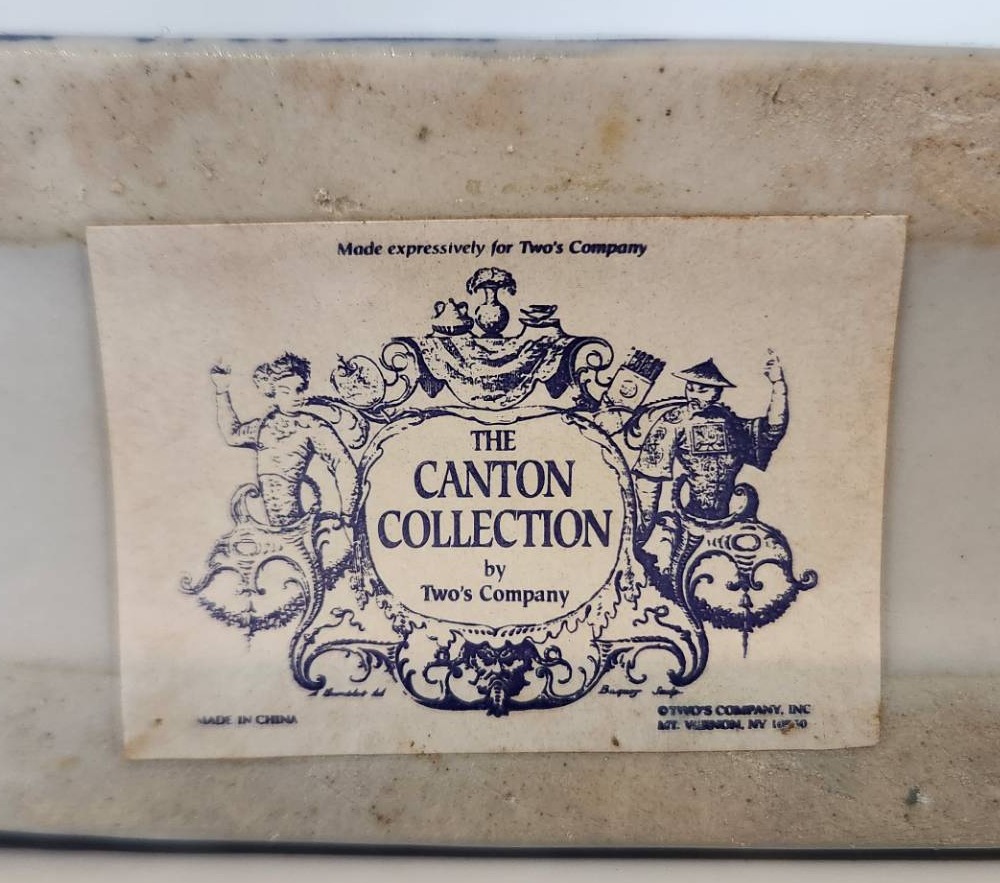 Made expressively for Two's Company
THE
CANTON
COLLECTION
by
Two's Company
MADE IN CHINA
©TWO'S COMPANY, INC
MT. VERNON, NY